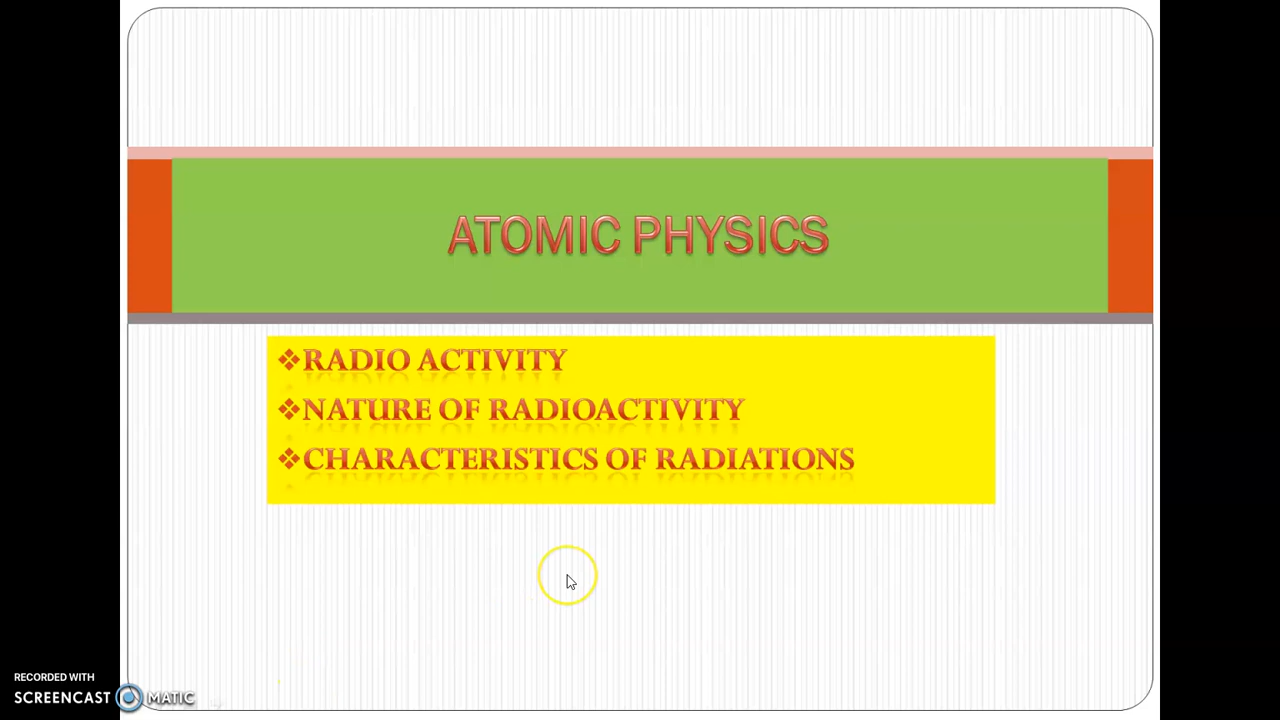 ATOMIC PHYSICS
❖RADIO ACTIVITY
❖NATURE OF RADIOACTIVITY
❖CHARACTERISTICS OF RADIATIONS
RECORDED WITH
SCREENCAST MATIC